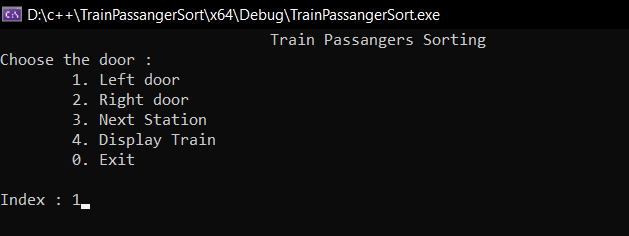 D:\c++\TrainPassangerSort\x64\Debug\TrainPassangerSort.exe
Train Passangers Sorting
Choose the door :
1. Left door
2. Right door
3. Next Station
4. Display Train
0. Exit
Index : 1